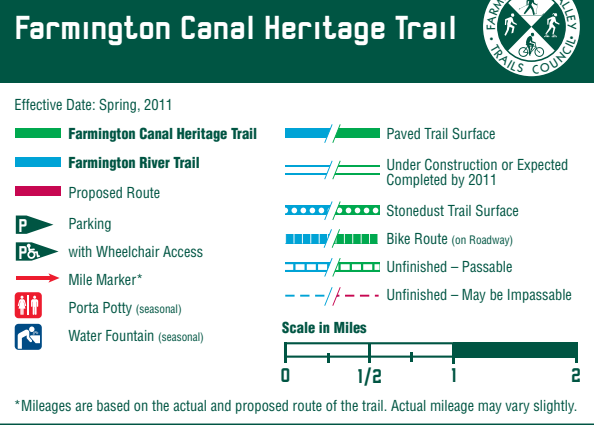 Farmington Canal Heritage Trail
TRAILS COUNCIL
Effective Date: Spring, 2011
Farmington Canal Heritage Trail
Farmington River Trail
Proposed Route
P Parking
P with Wheelchair Access
Mile Marker*
Porta Potty (seasonal)
Water Fountain (seasonal)
Paved Trail Surface
Under Construction or Expected
Completed by 2011
Stonedust Trail Surface
Bike Route (on Roadway)
Unfinished – Passable
Unfinished – May be Impassable
Scale in Miles
0 1/2 1 2
*Mileages are based on the actual and proposed route of the trail. Actual mileage may vary slightly.